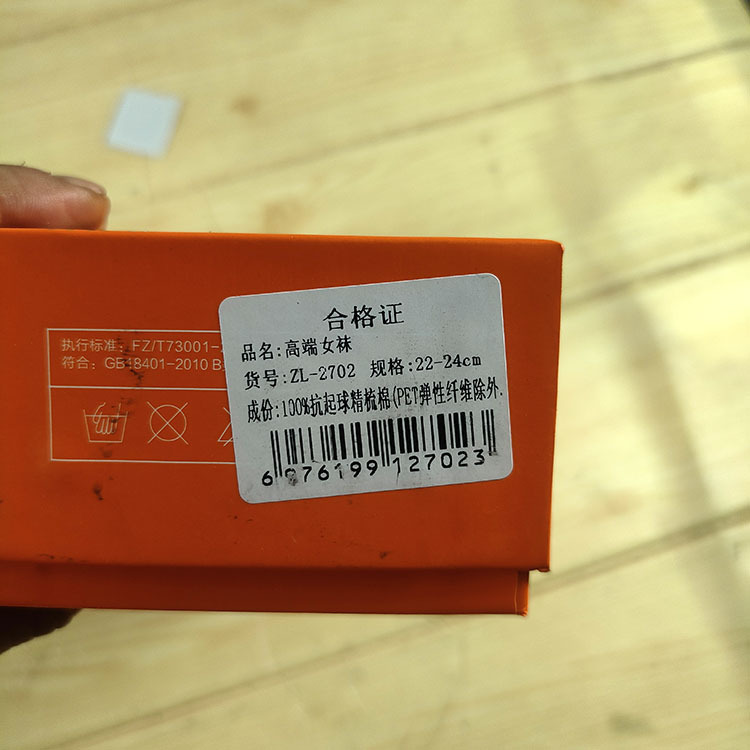 合格证
品名:高端女袜
货号:ZL-2702 规格:22-24cm
成份:100%抗起球精梳棉(PET弹性纤维除外.
6976199127023
执行标准: FZ/T73001-
符合: GB18401-2010 B